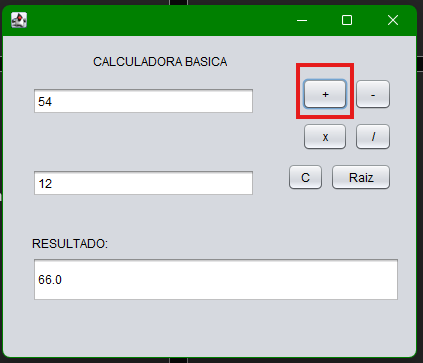 CALCULADORA BASICA
54
+ -
x /
12
C Raiz
RESULTADO:
66.0